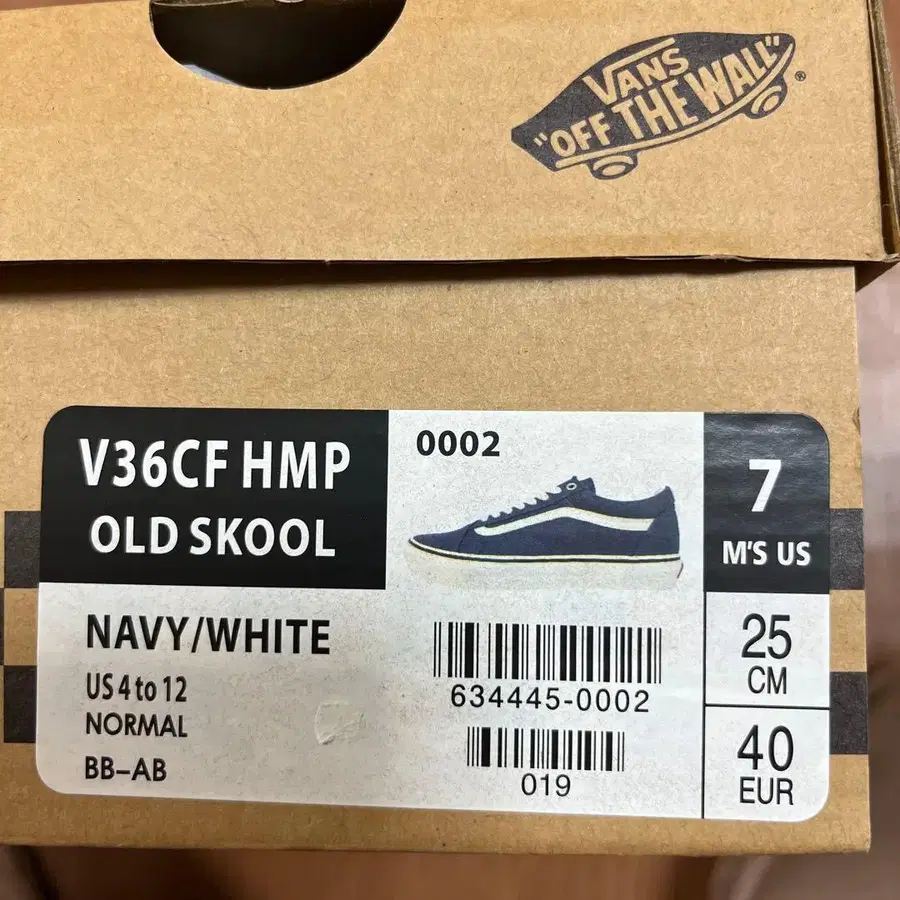 VANS
"OFF THE WALL"
®
V36CF HMP
OLD SKOOL
0002
7
M'S US
NAVY/WHITE
US 4 to 12
NORMAL
BB-AB
634445-0002
019
25
CM
40
EUR